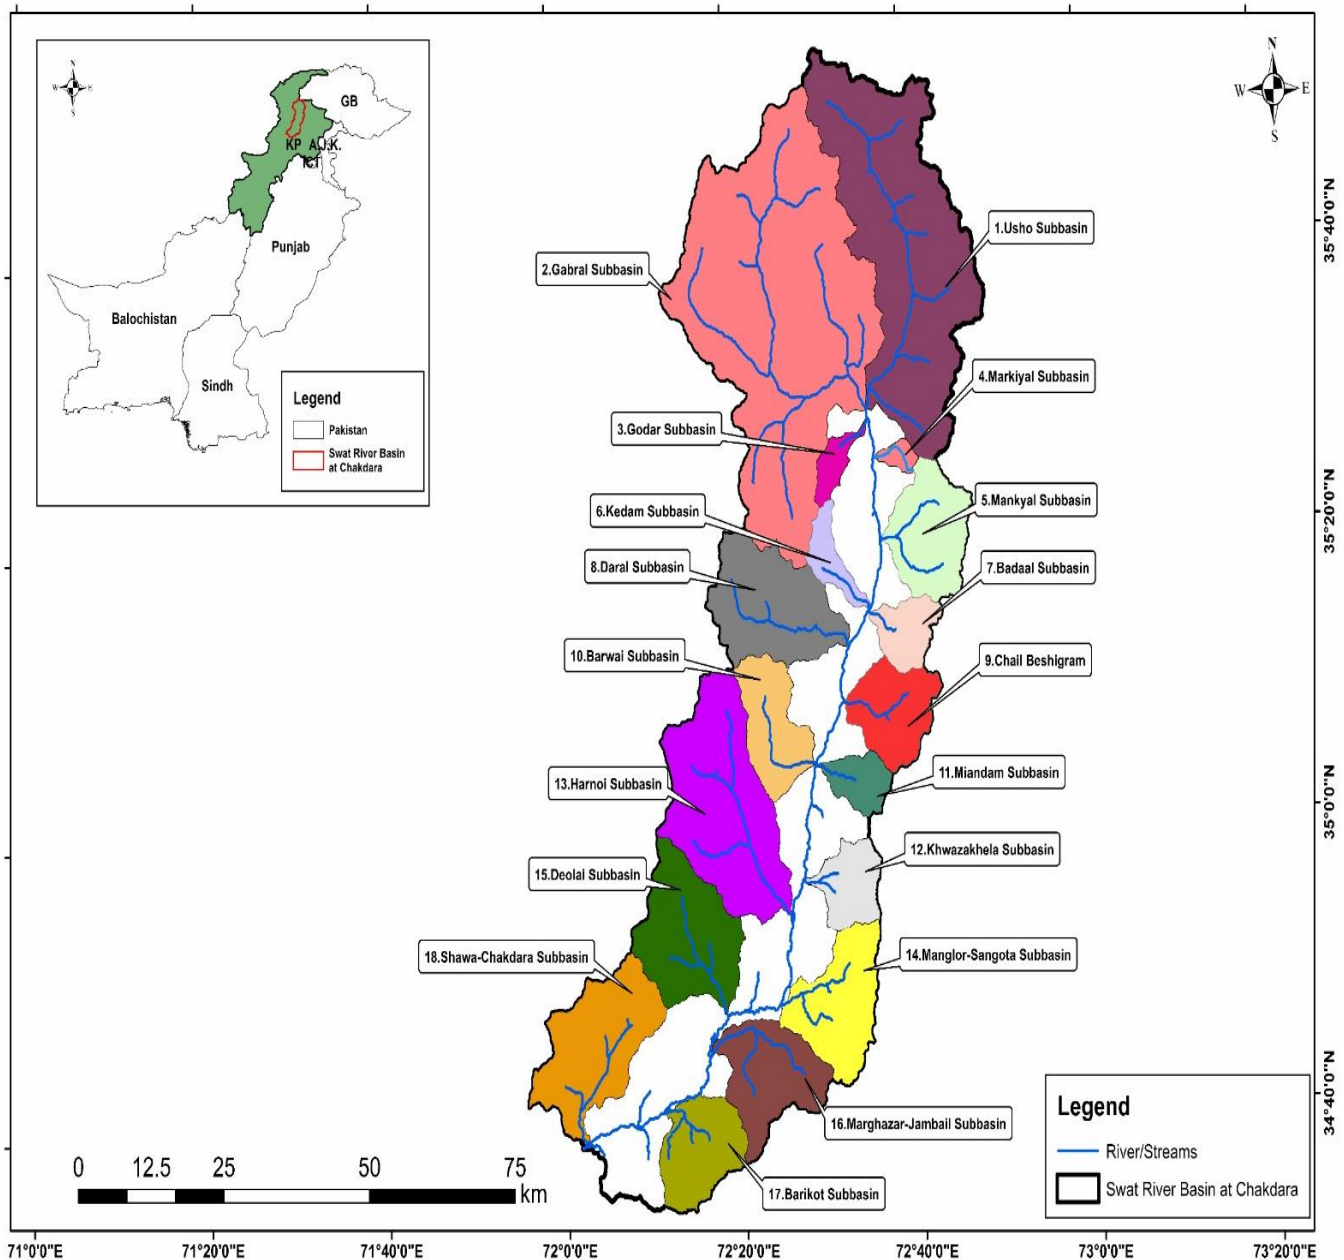 N
W
E
S
GB
KP
A.J.K.
ICT
Punjab
Balochistan
Sindh
Legend
Pakistan
Swat Rivor Basin
at Chakdara
N
W
E
S
1.Usho Subbasin
2.Gabral Subbasin
4.Markiyal Subbasin
3.Godar Subbasin
5.Mankyal Subbasin
6.Kedam Subbasin
8.Daral Subbasin
7.Badaal Subbasin
10.Barwai Subbasin
9.Chail Beshigram
11.Miandam Subbasin
13.Harnoi Subbasin
12.Khwazakhela Subbasin
15.Deolai Subbasin
18.Shawa-Chakdara Subbasin
14.Manglor-Sangota Subbasin
16.Marghazar-Jambail Subbasin
17.Barikot Subbasin
35°40'0"N
35°20'0"N
35°0'0"N
34°40'0"N
0 12.5 25 50 75
km
Legend
River/Streams
Swat River Basin at Chakdara
71°0'0"E 71°20'0"E 71°40'0"E 72°0'0"E 72°20'0"E 72°40'0"E 73°0'0"E 73°20'0"E